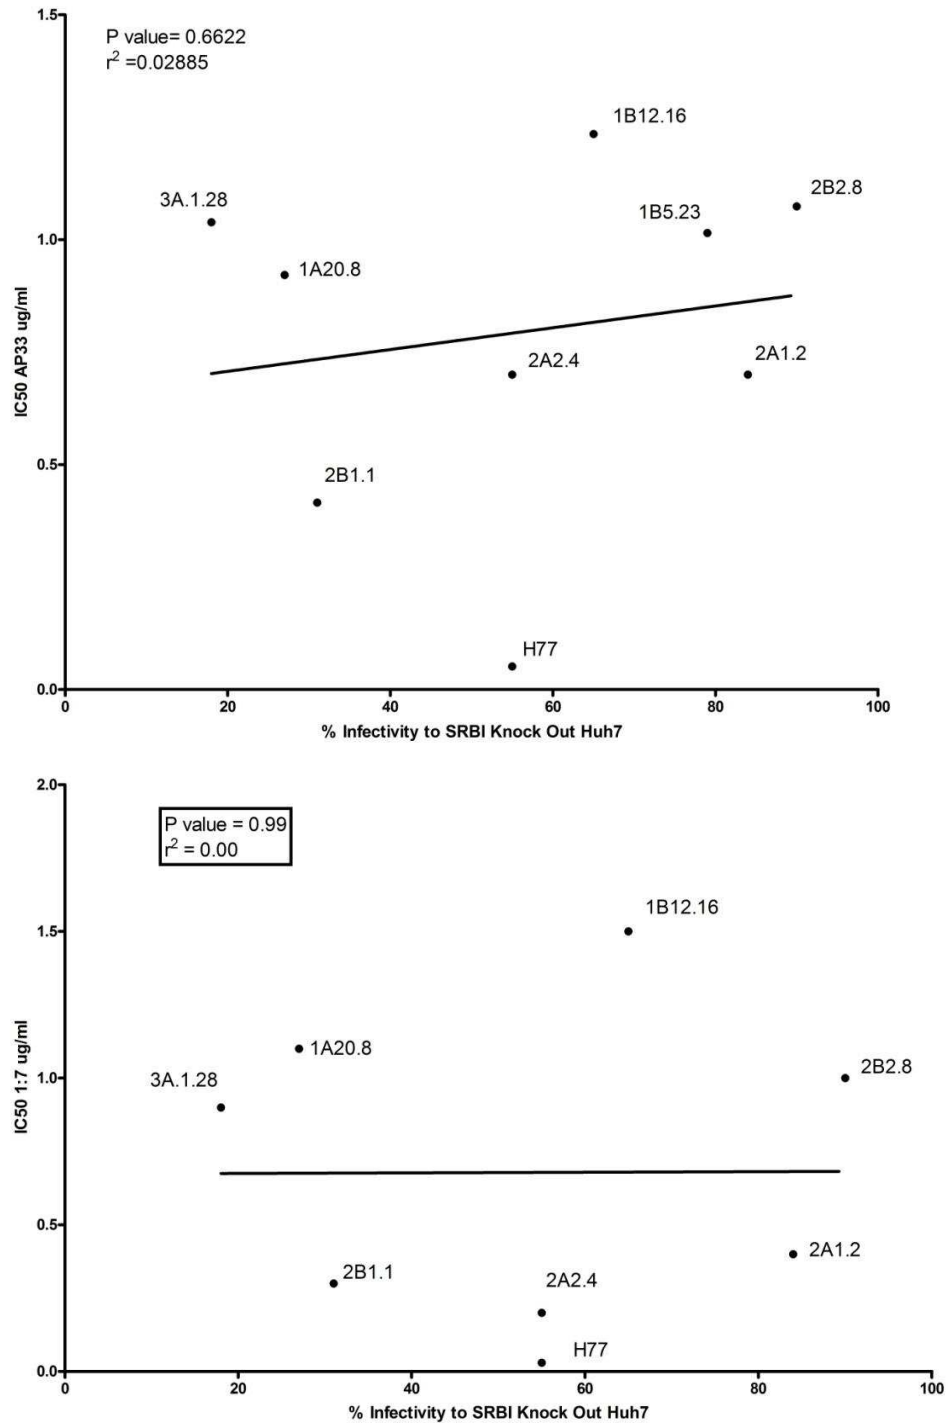 1.5
P value= 0.6622
r² =0.02885
1B12.16
3A.1.28
2B2.8
1B5.23
1.0
1A20.8
IC50 AP33 ug/ml
2A2.4
2A1.2
0.5
2B1.1
H77
0.0
0 20 40 60 80 100
% Infectivity to SRBI Knock Out Huh7
2.0
P value = 0.99
r² = 0.00
1B12.16
1.5
1A20.8
3A.1.28
2B2.8
1.0
IC50 1:7 ug/ml
0.5
2B1.1
2A2.4
2A1.2
H77
0.0
0 20 40 60 80 100
% Infectivity to SRBI Knock Out Huh7